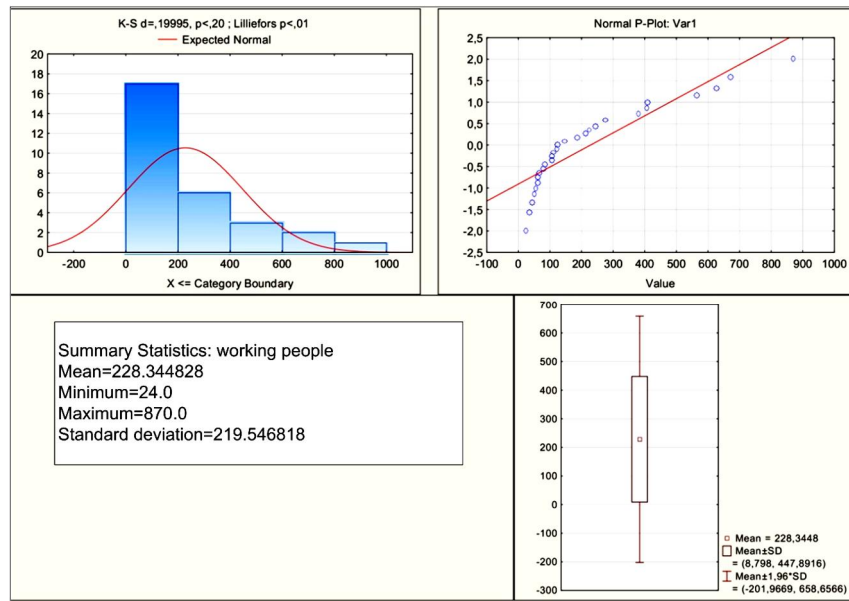 K-S d=,19995, p<,20 ; Lilliefors p<,01
Expected Normal
20
18
16
14
12
10
8
6
4
2
0
-200 0 200 400 600 800 1000
X <= Category Boundary
Normal P-Plot: Var1
2,5
2,0
1,5
1,0
0,5
0,0
-0,5
-1,0
-1,5
-2,0
-2,5
-100 0 100 200 300 400 500 600 700 800 900 1000
Value
Summary Statistics: working people
Mean=228.344828
Minimum=24.0
Maximum=870.0
Standard deviation=219.546818
700
600
500
400
300
200
100
0
-100
-200
-300
Mean = 228,3448
Mean±SD
= (8,798, 447,8916)
Mean±1,96*SD
= (-201,9669, 658,6566)